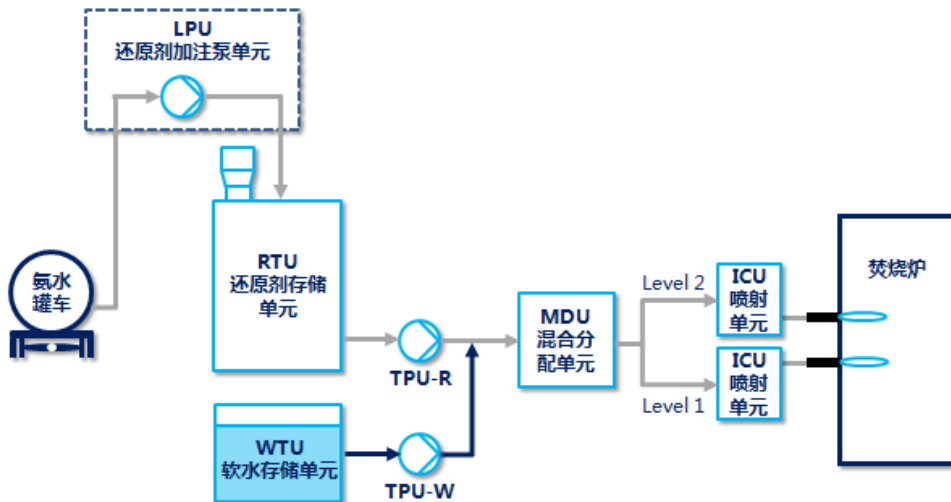 LPU
还原剂加注泵单元
氨水
罐车
RTU
还原剂存储
单元
TPU-R
WTU
软水存储单元
TPU-W
MDU
混合分
配单元
Level 2
Level 1
ICU
喷射
单元
ICU
喷射
单元
焚烧炉